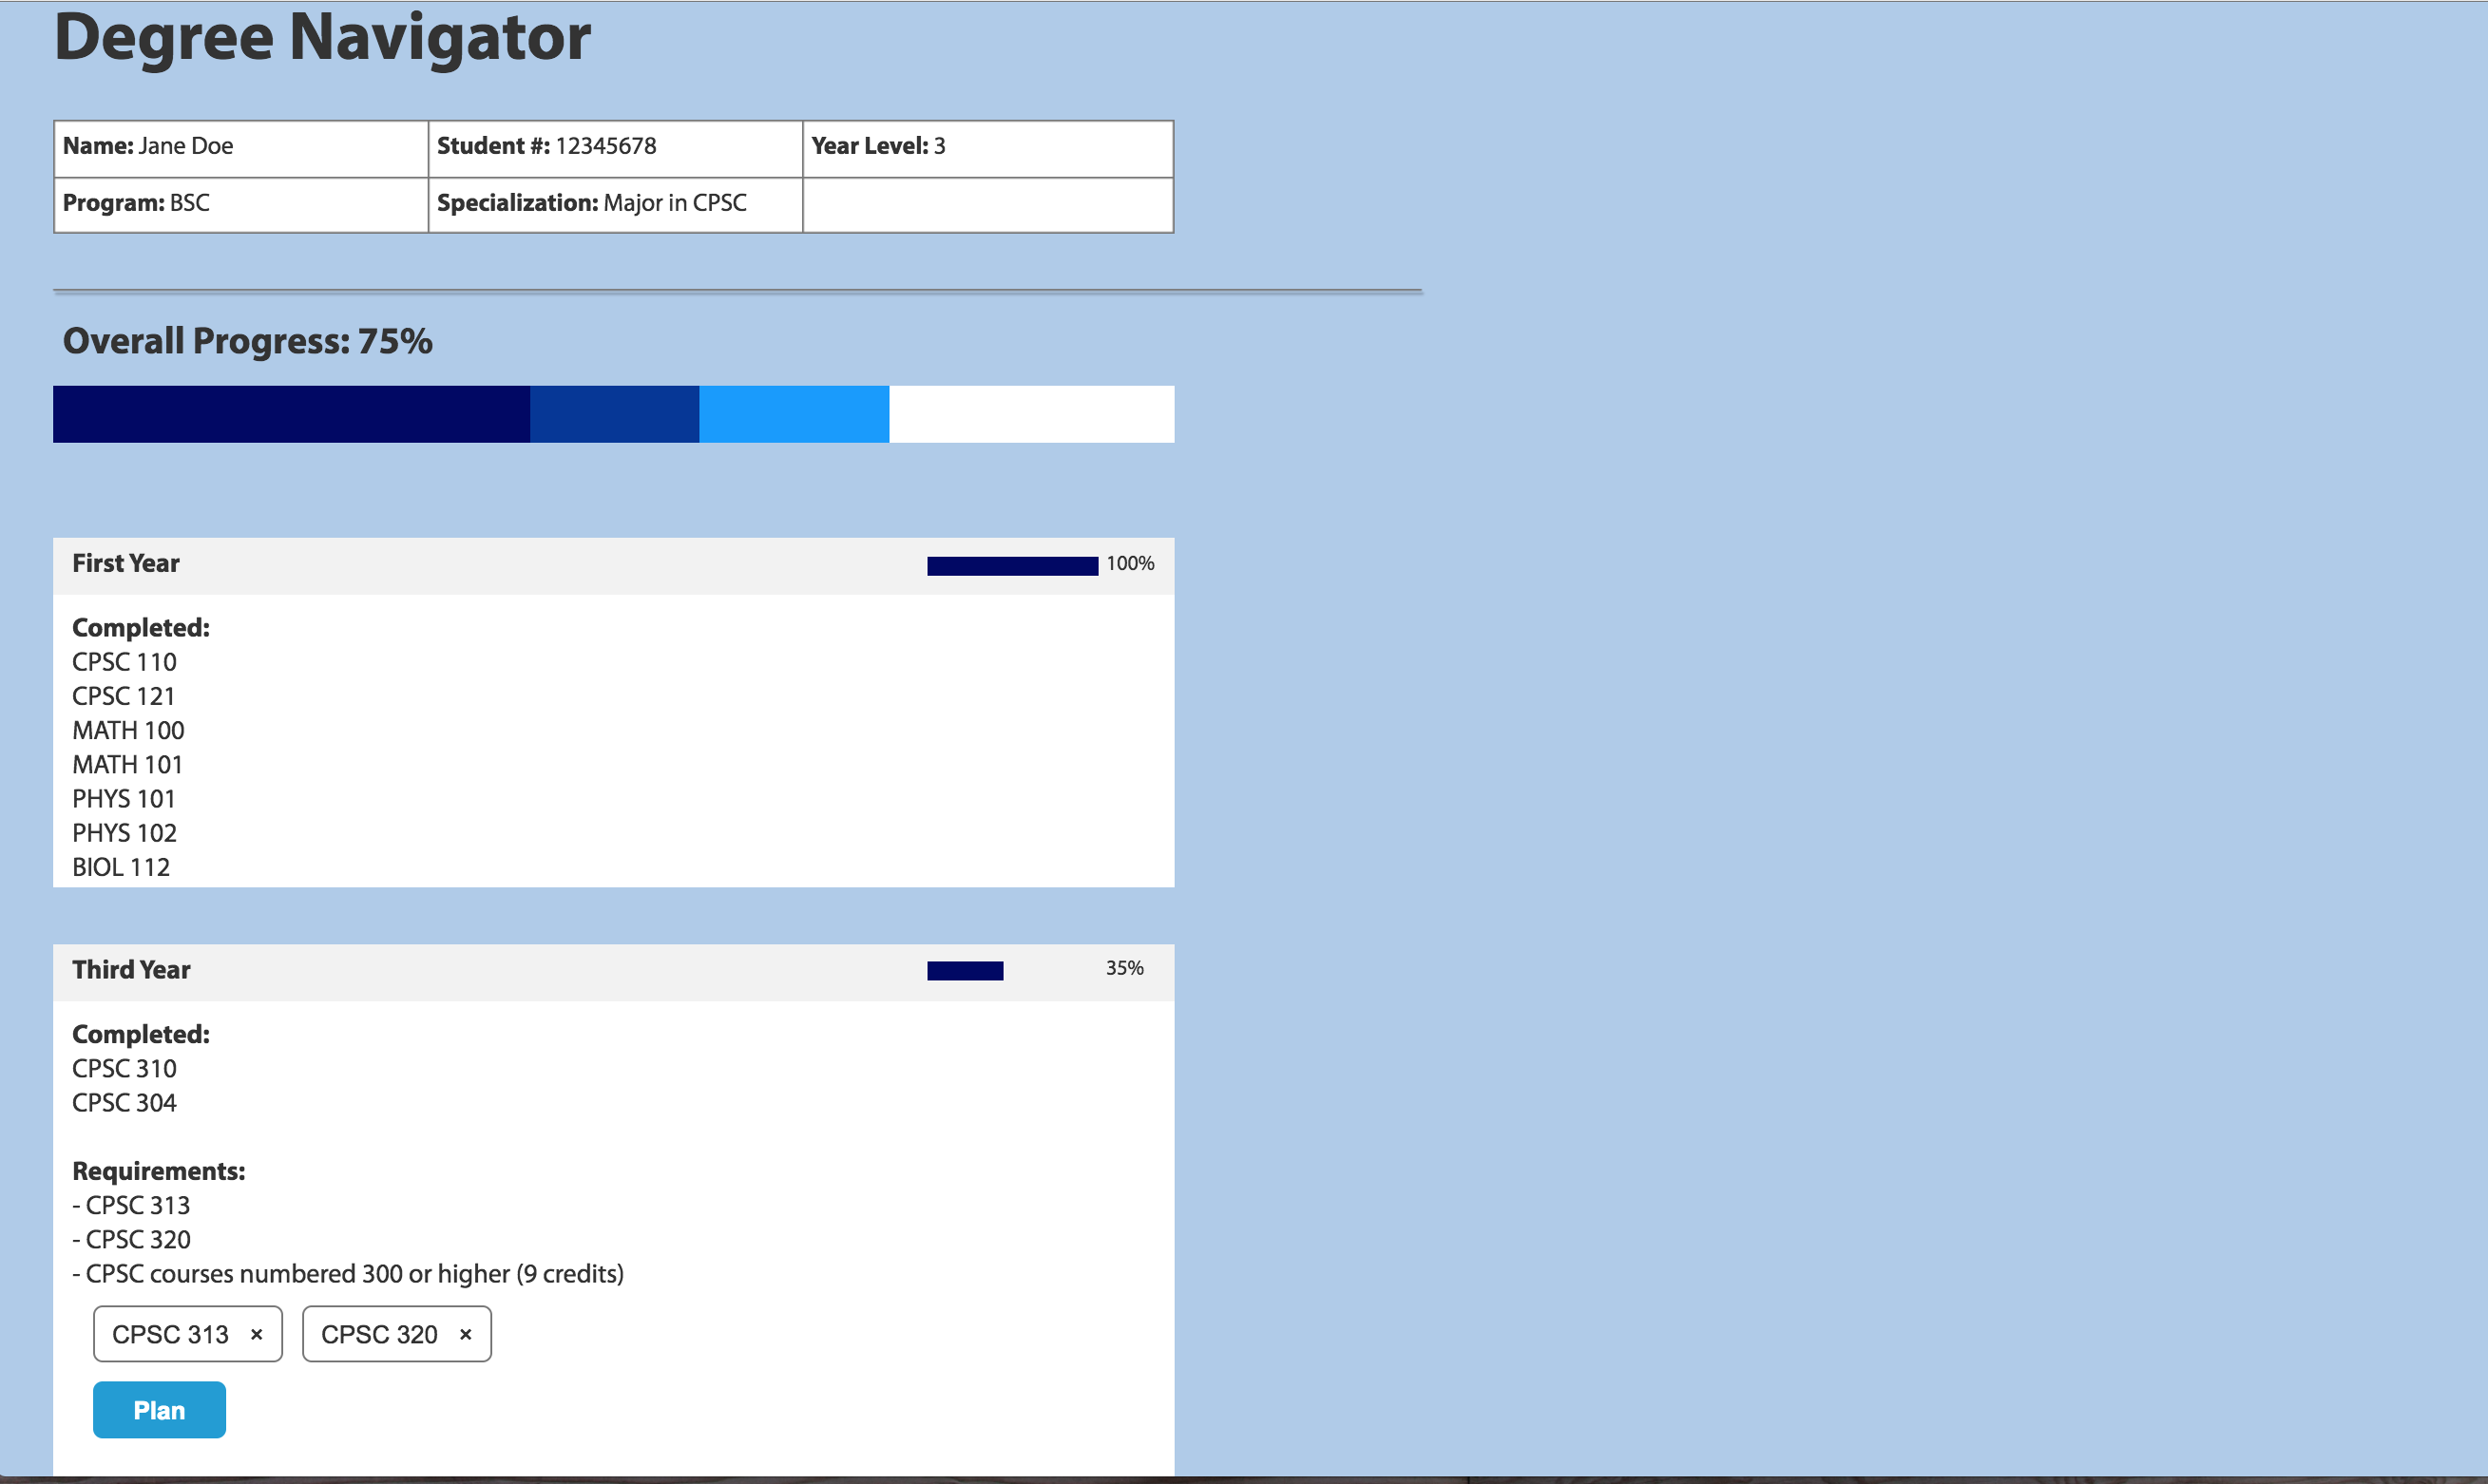 Degree Navigator
Name: Jane Doe
Student #: 12345678
Year Level: 3
Program: BSC
Specialization: Major in CPSC
Overall Progress: 75%
First Year
100%
Completed:
CPSC 110
CPSC 121
MATH 100
MATH 101
PHYS 101
PHYS 102
BIOL 112
Third Year
35%
Completed:
CPSC 310
CPSC 304
Requirements:
- CPSC 313
- CPSC 320
- CPSC courses numbered 300 or higher (9 credits)
CPSC 313 ×
CPSC 320 ×
Plan